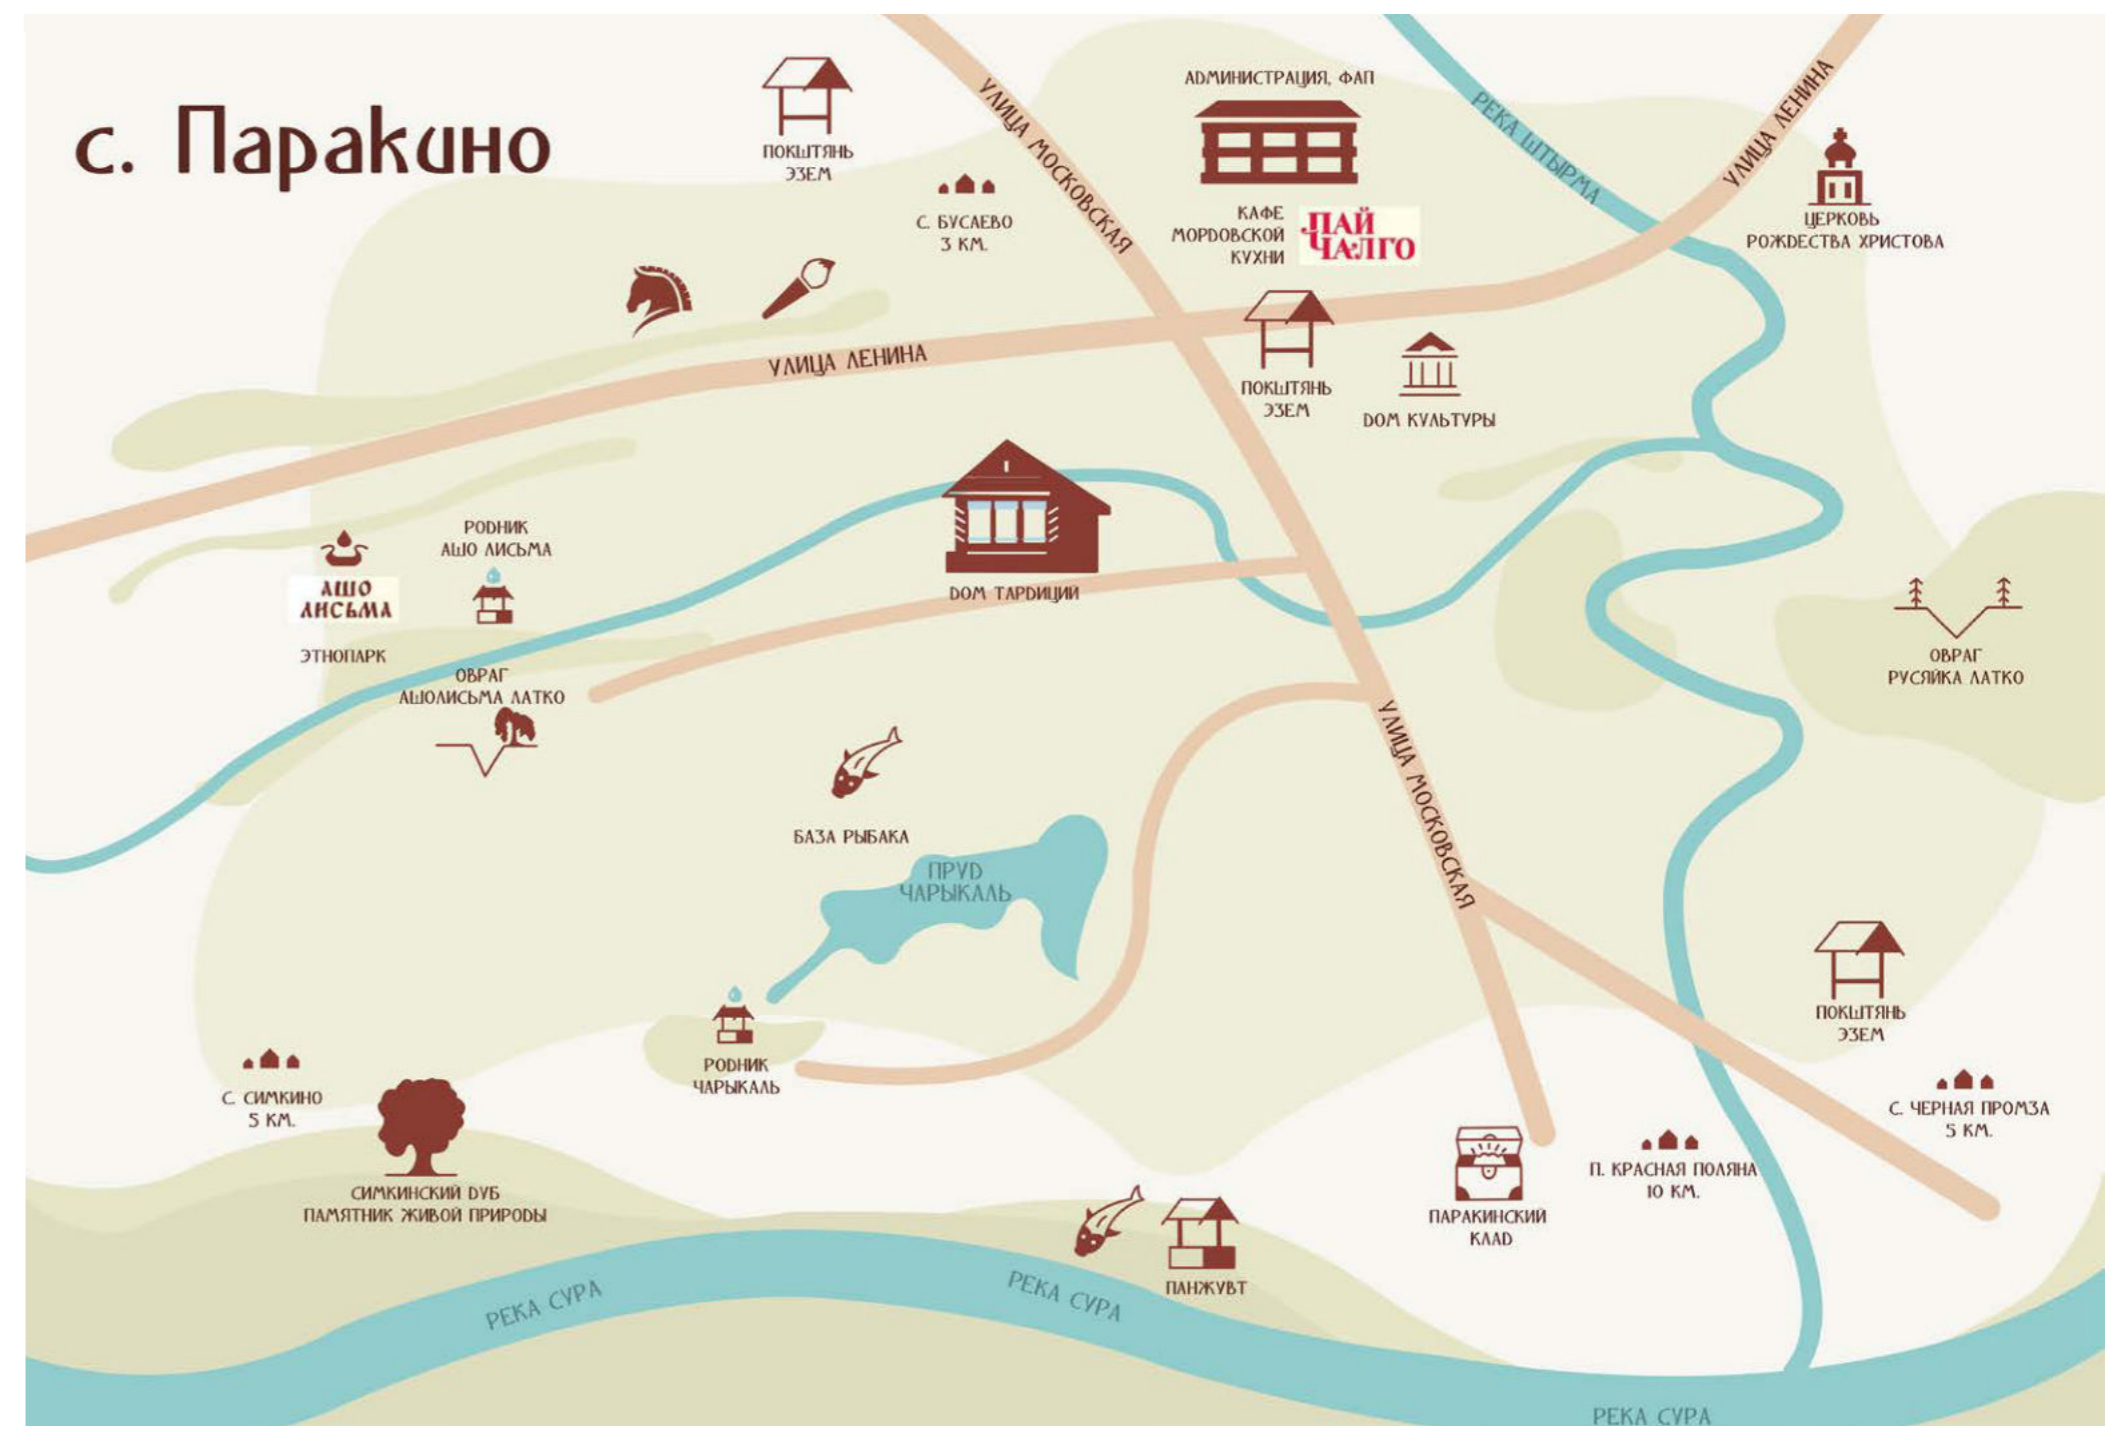 с. Паракино
ПОКШТЯНЬ
ЭЗЕМ
С. БУСАЕВО
3 КМ.
УЛИЦА МОСКОВСКАЯ
АДМИНИСТРАЦИЯ, ФАП
КАФЕ
МОРДОВСКОЙ
КУХНИ
ПАЙ
ЧАЛГО
РЕКА ШТЫРМА
УЛИЦА ЛЕНИНА
ЦЕРКОВЬ
РОЖДЕСТВА ХРИСТОВА
УЛИЦА ЛЕНИНА
ПОКШТЯНЬ
ЭЗЕМ
ДОМ КУЛЬТУРЫ
РОДНИК
АШО ЛИСЬМА
АШО
ЛИСЬМА
ЭТНОПАРК
ДОМ ТАРДИЦИЙ
ОВРАГ
АШОЛИСЬМА ЛАТКО
ОВРАГ
РУСЯЙКА ЛАТКО
УЛИЦА МОСКОВСКАЯ
БАЗА РЫБАКА
ПРУД
ЧАРЫКАЛЬ
РОДНИК
ЧАРЫКАЛЬ
ПОКШТЯНЬ
ЭЗЕМ
С. СИМКИНО
5 КМ.
С. ЧЕРНАЯ ПРОМЗА
5 КМ.
СИМКИНСКИЙ ДУБ
ПАМЯТНИК ЖИВОЙ ПРИРОДЫ
П. КРАСНАЯ ПОЛЯНА
10 КМ.
ПАРАКИНСКИЙ
КЛАД
ПАНЖУВТ
РЕКА СУРА
РЕКА СУРА
РЕКА СУРА